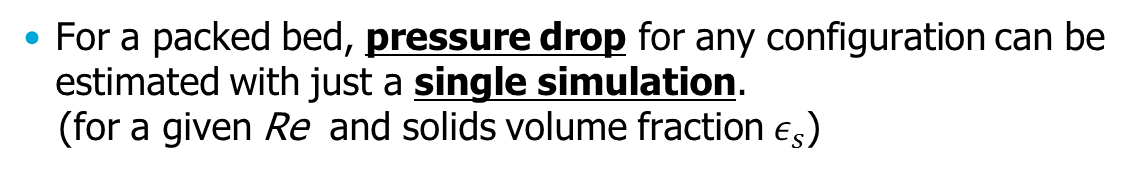 • For a packed bed, pressure drop for any configuration can be
estimated with just a single simulation.
(for a given Re and solids volume fraction ϵₛ)